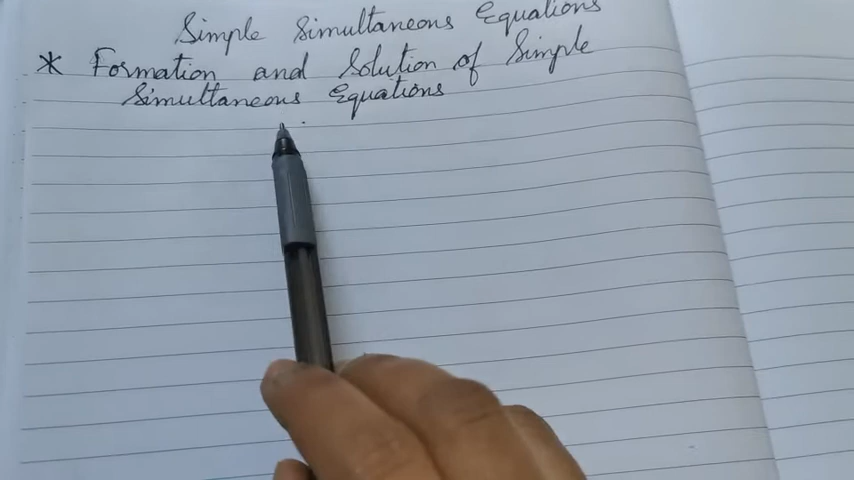 Simple Simultaneous Equations
* Formation and Solution of Simple
Simultaneous Equations